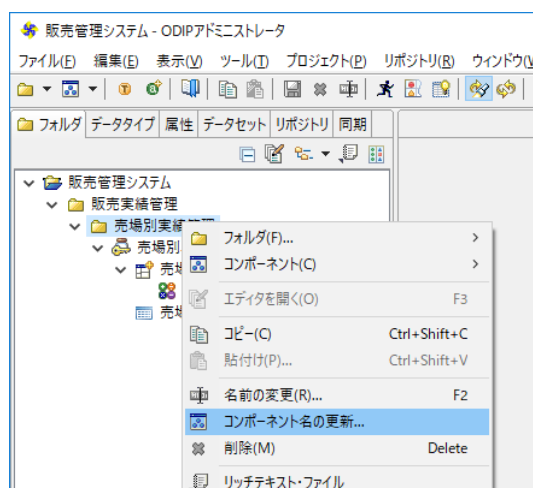 販売管理システム - ODIPアドミニストレータ
ファイル(F) 編集(E) 表示(V) ツール(T) プロジェクト(P) リポジトリ(R) ウィンドウ(V
フォルダ データタイプ 属性 データセット リポジトリ 同期
販売管理システム
販売実績管理
売場別実績管理
フォルダ(F)...
売場別
コンポーネント(C)
売場
エディタを開く(O) F3
売場
コピー(C) Ctrl+Shift+C
貼付け(P)... Ctrl+Shift+V
名前の変更(R)... F2
コンポーネント名の更新...
削除(M) Delete
リッチテキスト・ファイル